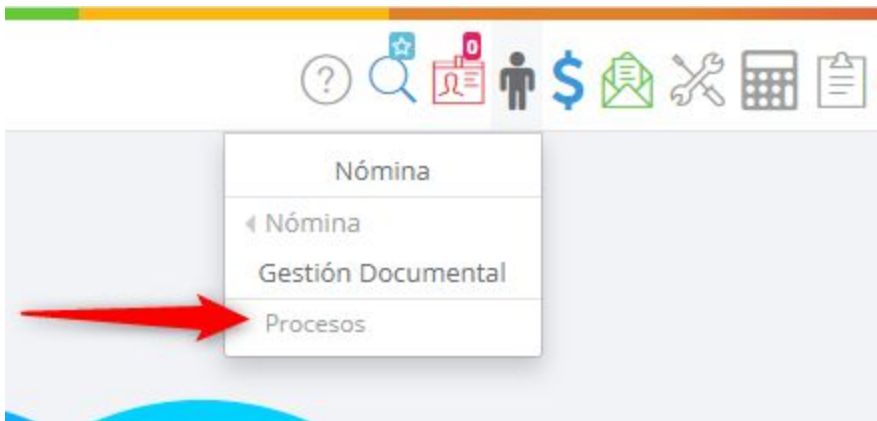 ?
0
$
Nómina
Nómina
Gestión Documental
Procesos